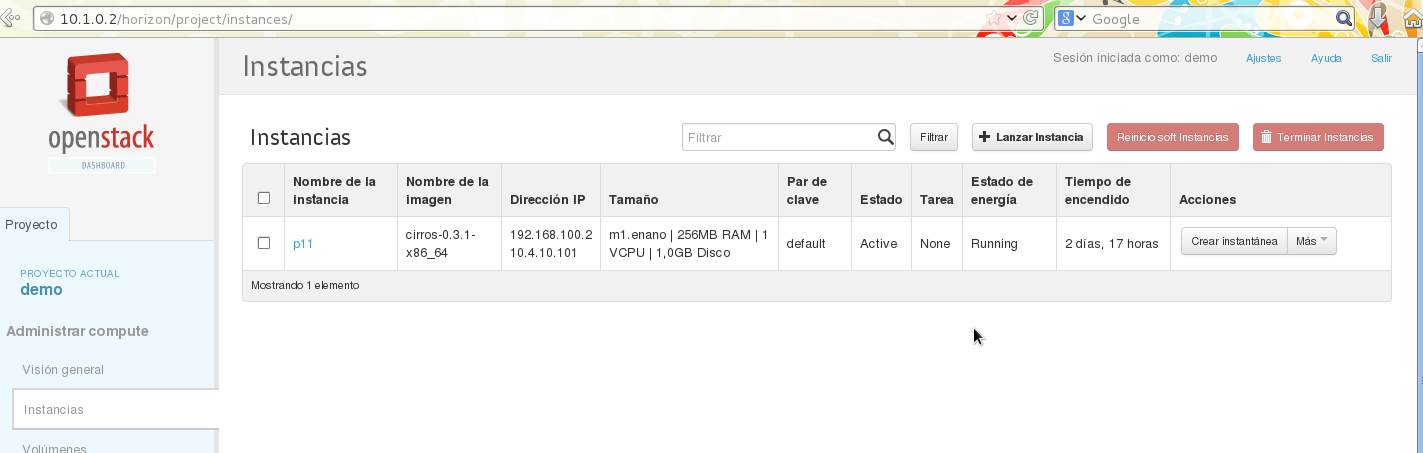 10.1.0.2/horizon/project/instances/
8 Google
openstack
DASHBOARD
Proyecto
PROYECTO ACTUAL
demo
Administrar compute
Visión general
Instancias
Volúmenes
Instancias
Sesión iniciada como: demo Ajustes Ayuda Salir
Instancias
Filtrar Filtrar + Lanzar Instancia Reinicio soft Instancias Terminar Instancias
Nombre de la instancia Nombre de la imagen Dirección IP Tamaño Par de clave Estado Tarea Estado de energía Tiempo de encendido Acciones
p11 cirros-0.3.1-x86_64 192.168.100.2 10.4.10.101 m1.enano | 256MB RAM | 1 VCPU | 1,0GB Disco default Active None Running 2 días, 17 horas Crear instantánea Más
Mostrando 1 elemento